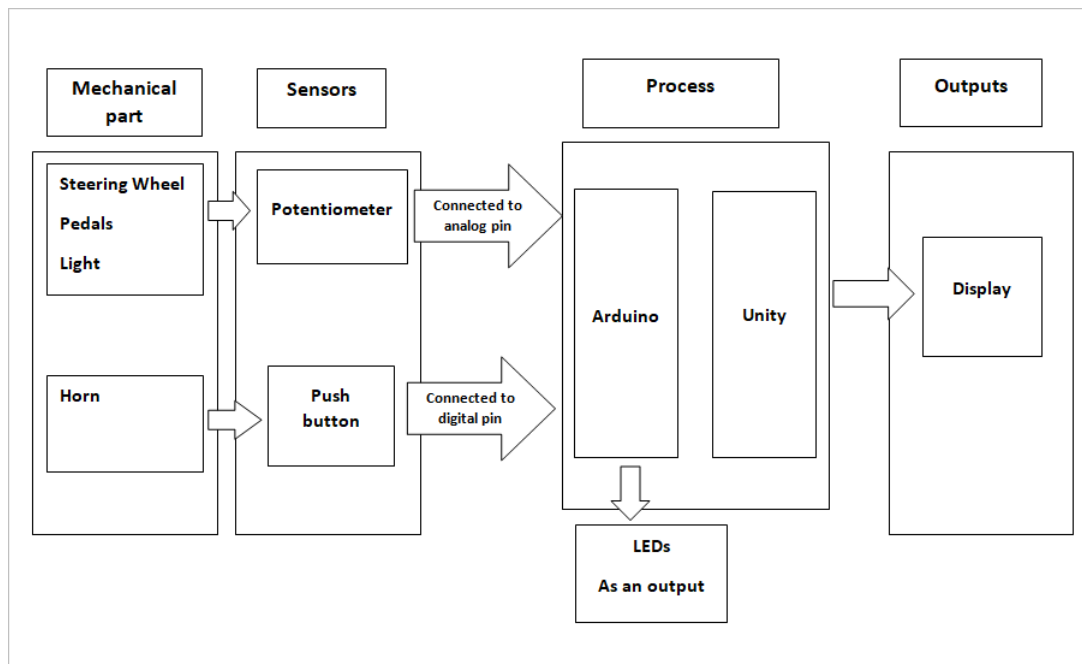 Mechanical
part
Sensors
Process
Outputs
Steering Wheel
Pedals
Light
Potentiometer
Connected to
analog pin
Arduino
Unity
Display
Horn
Push
button
Connected to
digital pin
LEDs
As an output